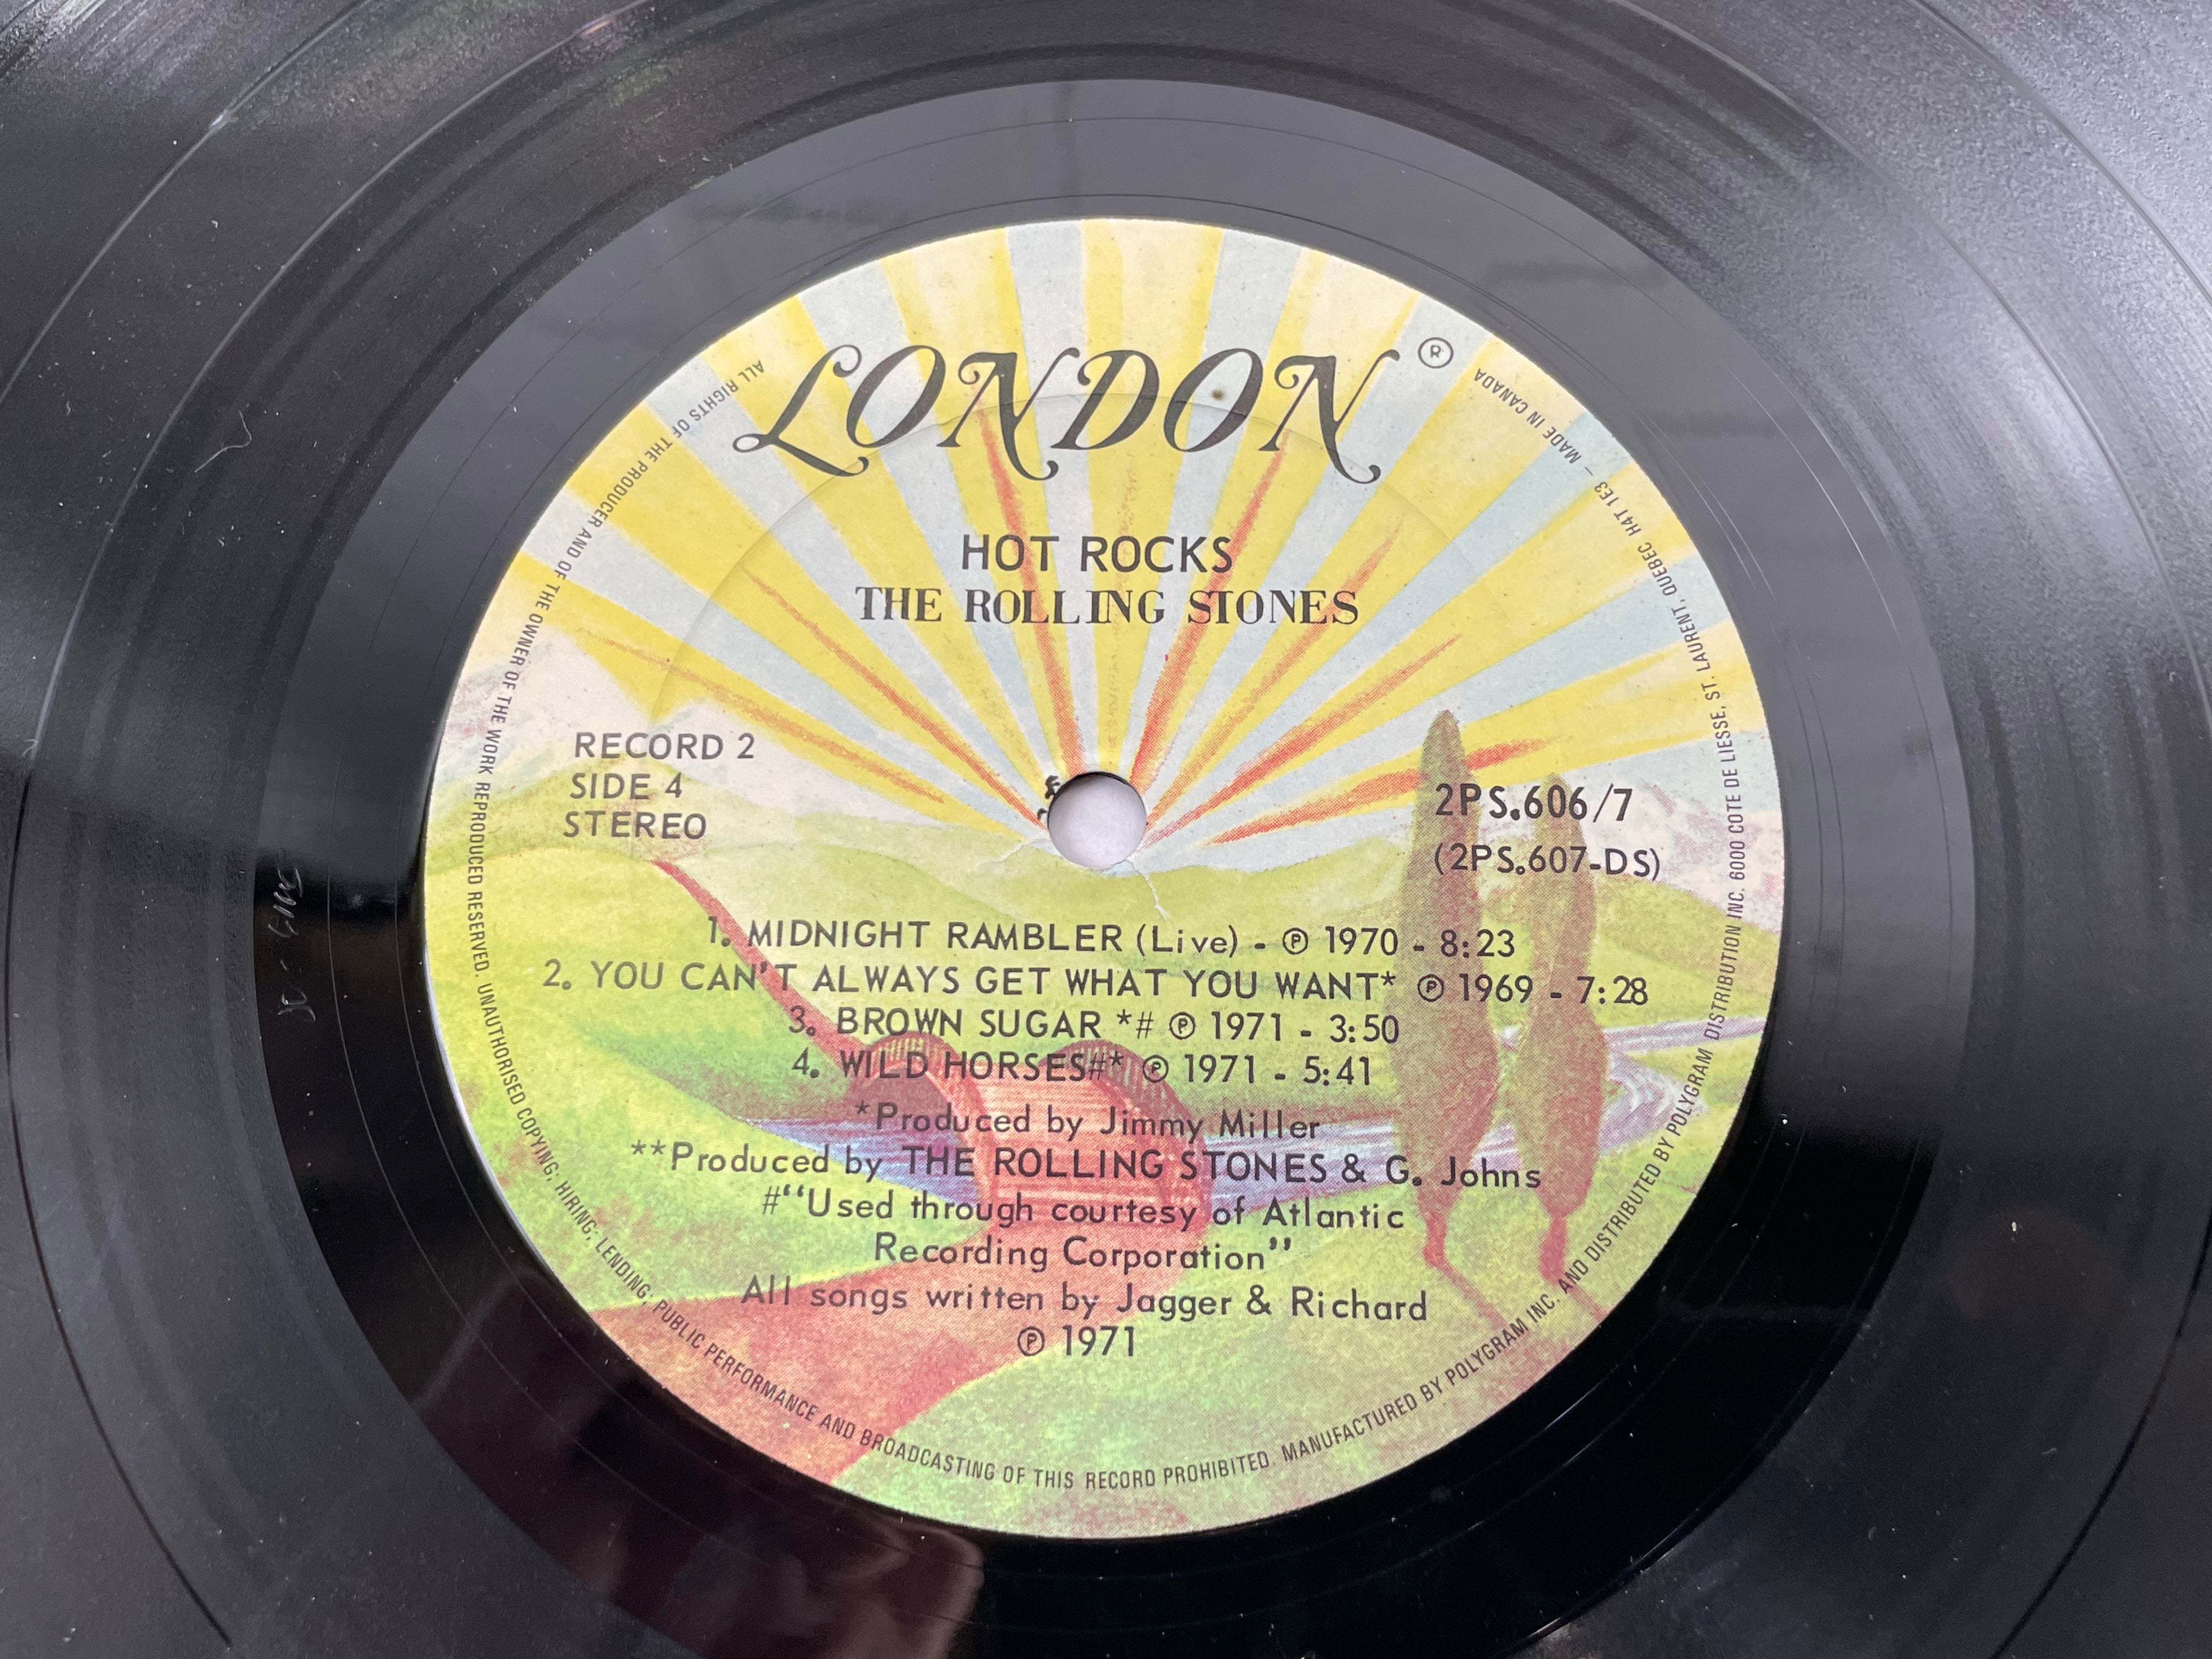 LONDON ®
HOT ROCKS
THE ROLLING STONES
RECORD 2
SIDE 4
STEREO
2PS.606/7
(2PS.607-DS)
1. MIDNIGHT RAMBLER (Live) - ℗ 1970 - 8:23
2. YOU CAN'T ALWAYS GET WHAT YOU WANT* ℗ 1969 - 7:28
3. BROWN SUGAR *# ℗ 1971 - 3:50
4. WILD HORSES#* ℗ 1971 - 5:41
*Produced by Jimmy Miller
**Produced by THE ROLLING STONES & G. Johns
#“Used through courtesy of Atlantic
Recording Corporation”
All songs written by Jagger & Richard
℗ 1971
ALL RIGHTS OF THE PRODUCER AND OF THE OWNER OF THE WORK REPRODUCED RESERVED. UNAUTHORISED COPYING; HIRING; LENDING; PUBLIC PERFORMANCE AND BROADCASTING OF THIS RECORD PROHIBITED. MANUFACTURED BY POLYGRAM INC. AND DISTRIBUTED BY POLYGRAM DISTRIBUTION INC. 6000 COTE DE LIESSE, ST. LAURENT, QUEBEC H4T 1E3 – MADE IN CANADA